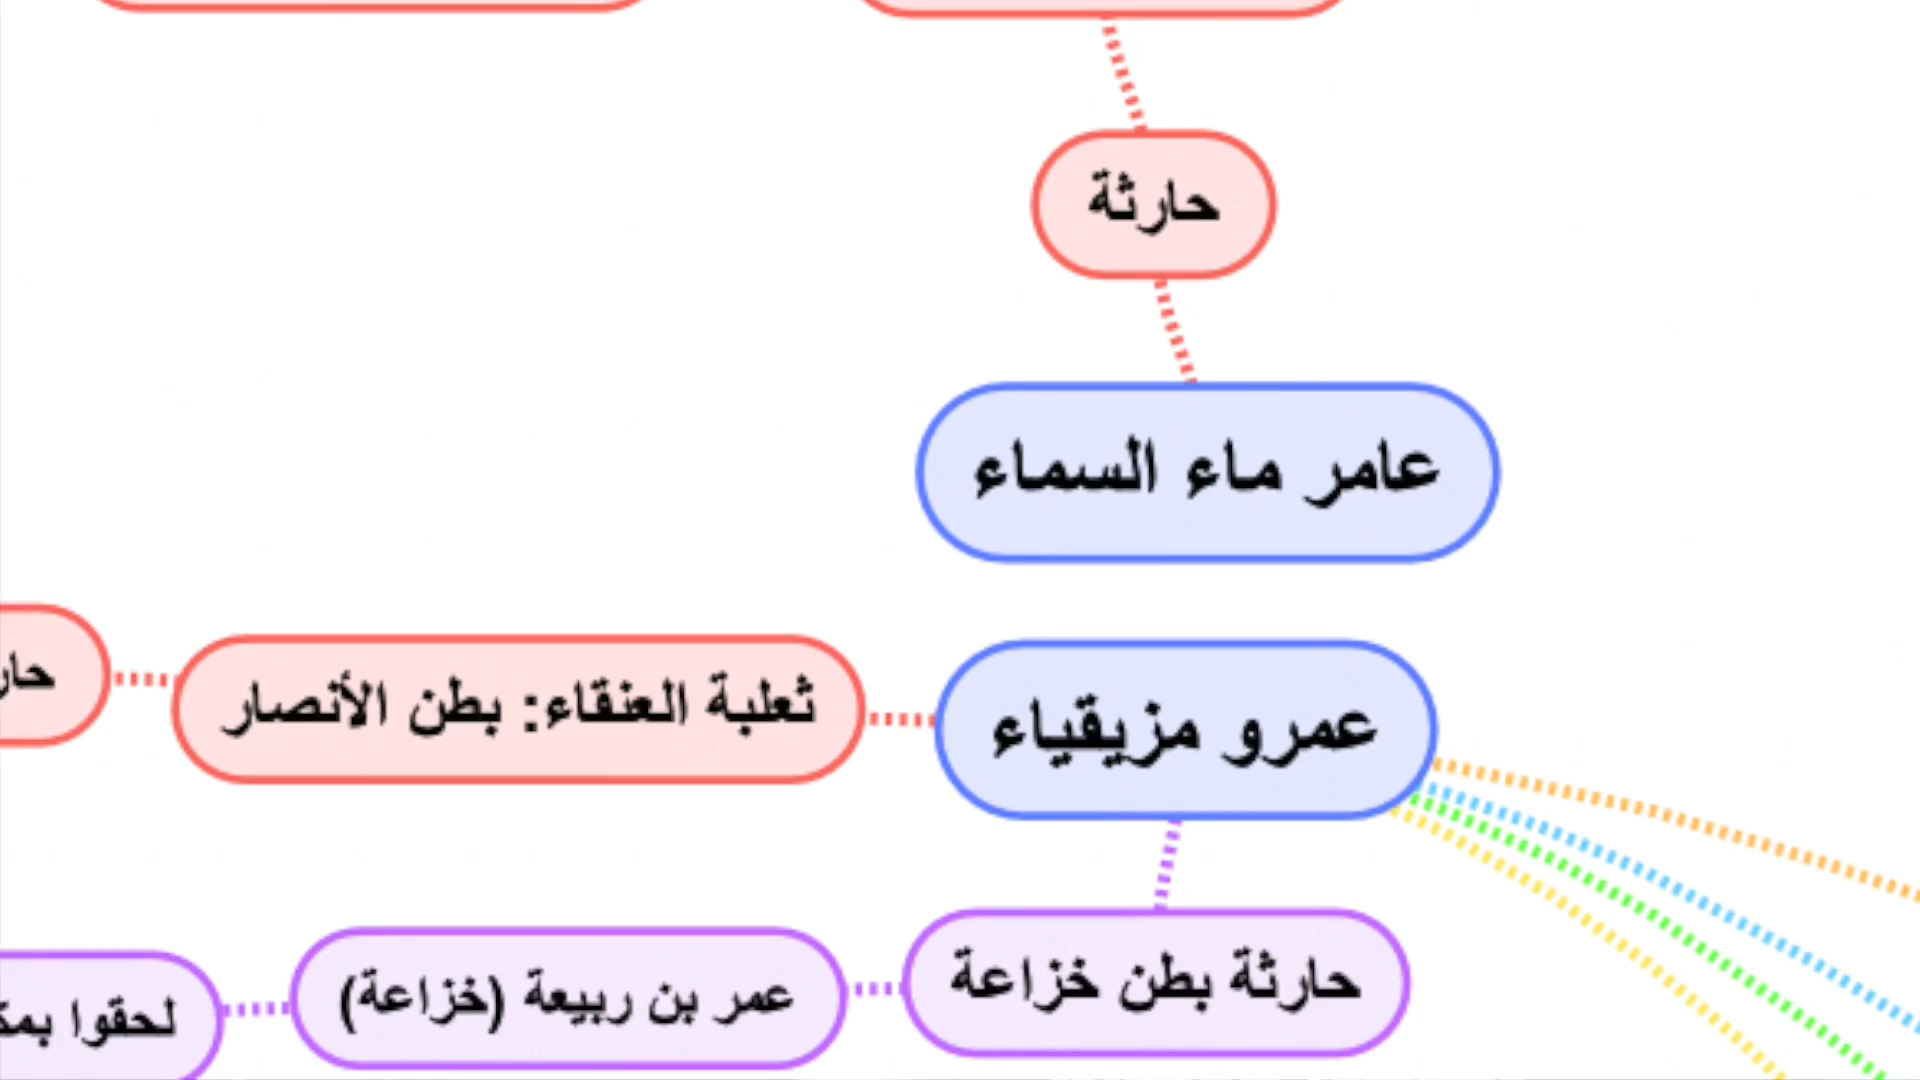 حارثة
عامر ماء السماء
عمرو مزيقياء
ثعلبة العنقاء: بطن الأنصار
حارثة بطن خزاعة
عمر بن ربيعة (خزاعة)
لحقوا